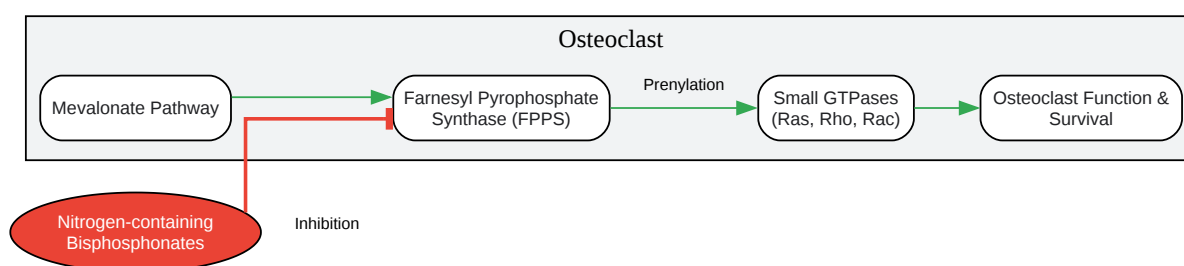 Osteoclast
Mevalonate Pathway
Farnesyl Pyrophosphate
Synthase (FPPS)
Prenylation
Small GTPases
(Ras, Rho, Rac)
Osteoclast Function &
Survival
Nitrogen-containing
Bisphosphonates
Inhibition